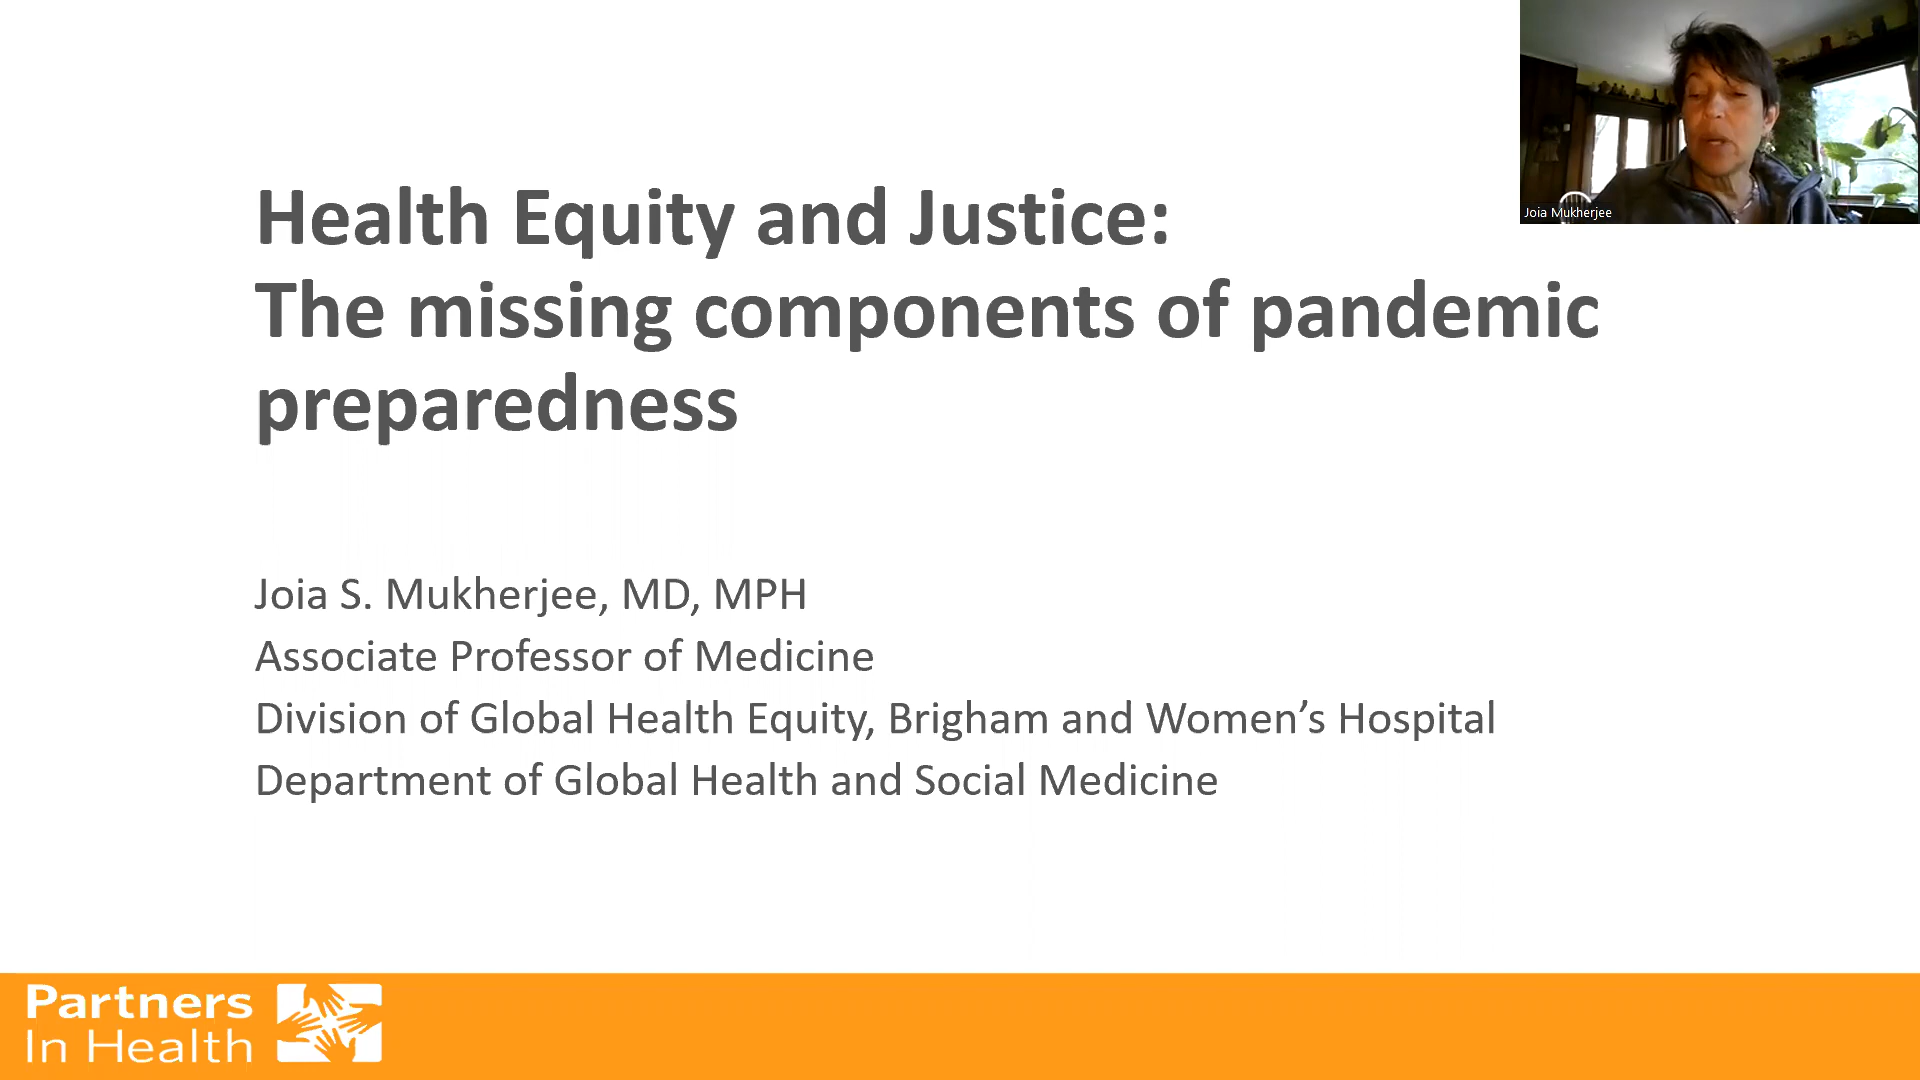 Health Equity and Justice:
The missing components of pandemic
preparedness
Joia S. Mukherjee, MD, MPH
Associate Professor of Medicine
Division of Global Health Equity, Brigham and Women’s Hospital
Department of Global Health and Social Medicine
Joia Mukherjee
Partners
In Health